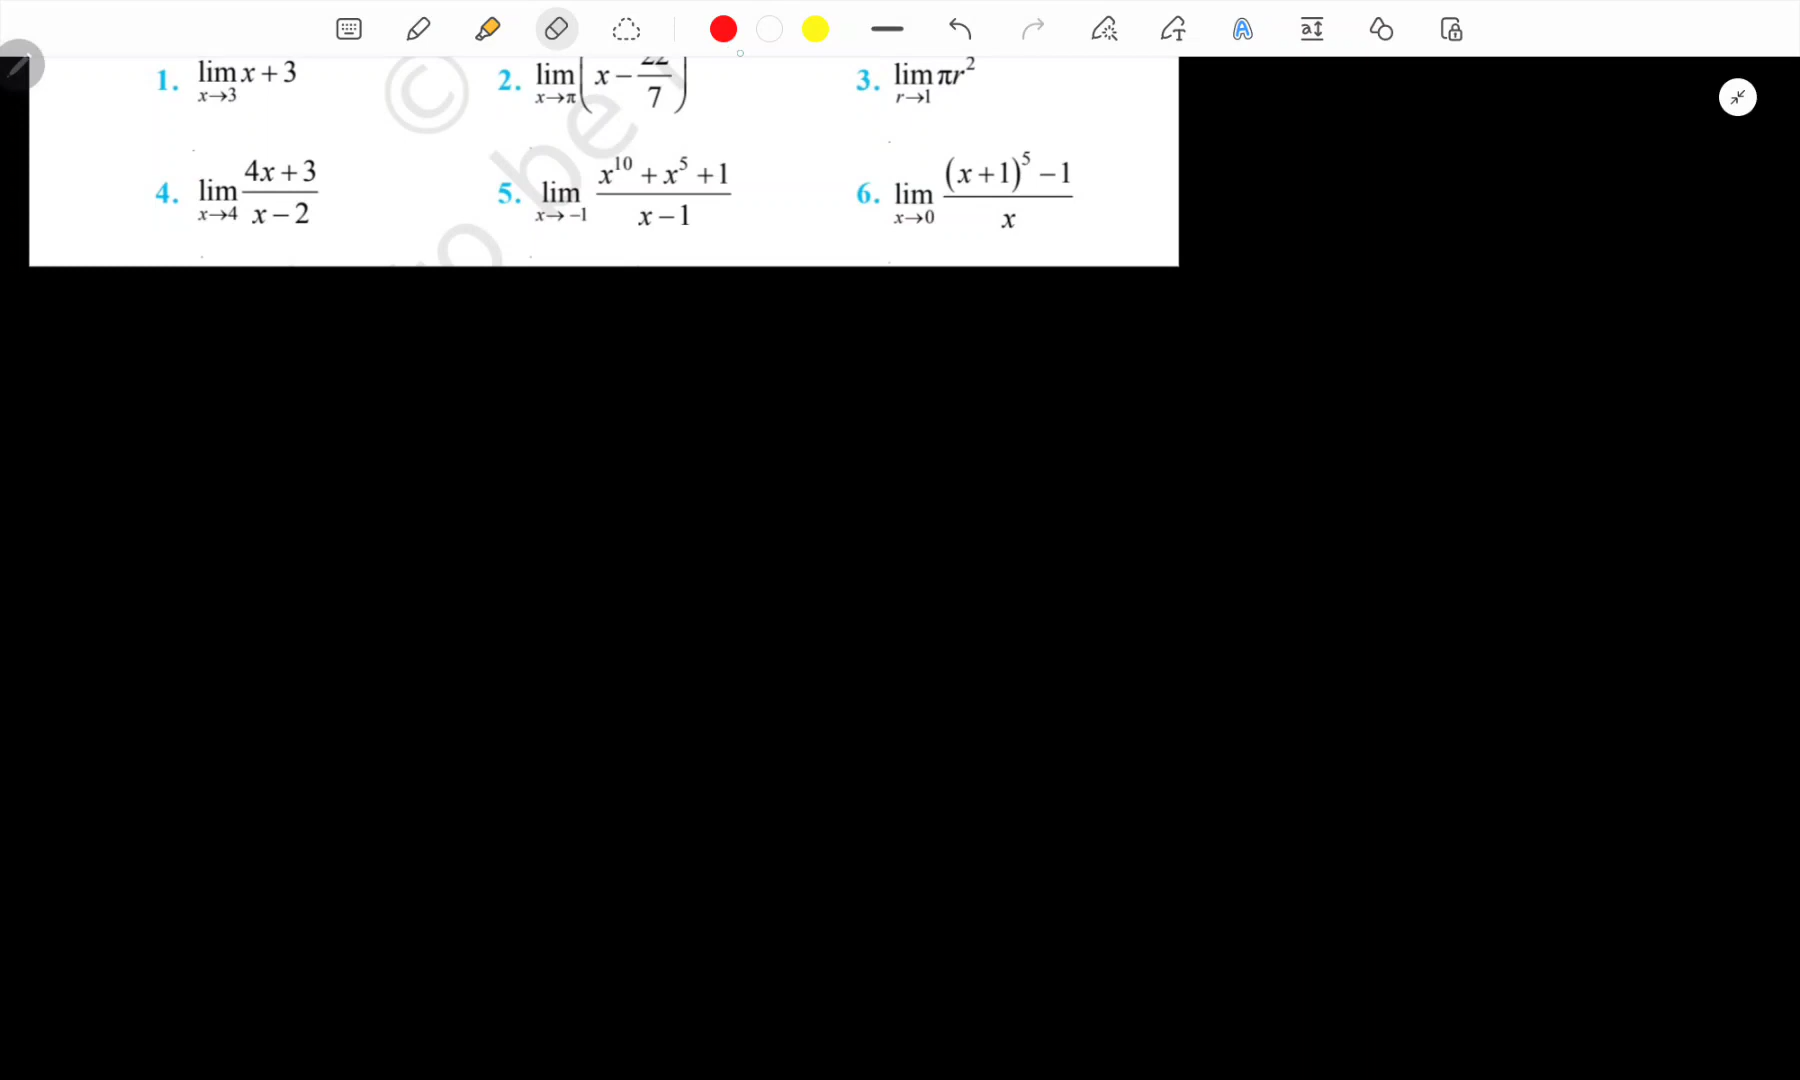 1. lim x + 3 2. lim ( x − 22/7 ) 3. lim πr²
x→3 x→π r→1
4. lim (4x + 3)/(x − 2) 5. lim (x¹⁰ + x⁵ + 1)/(x − 1) 6. lim ((x + 1)⁵ − 1)/x
x→4 x→ −1 x→0
© be